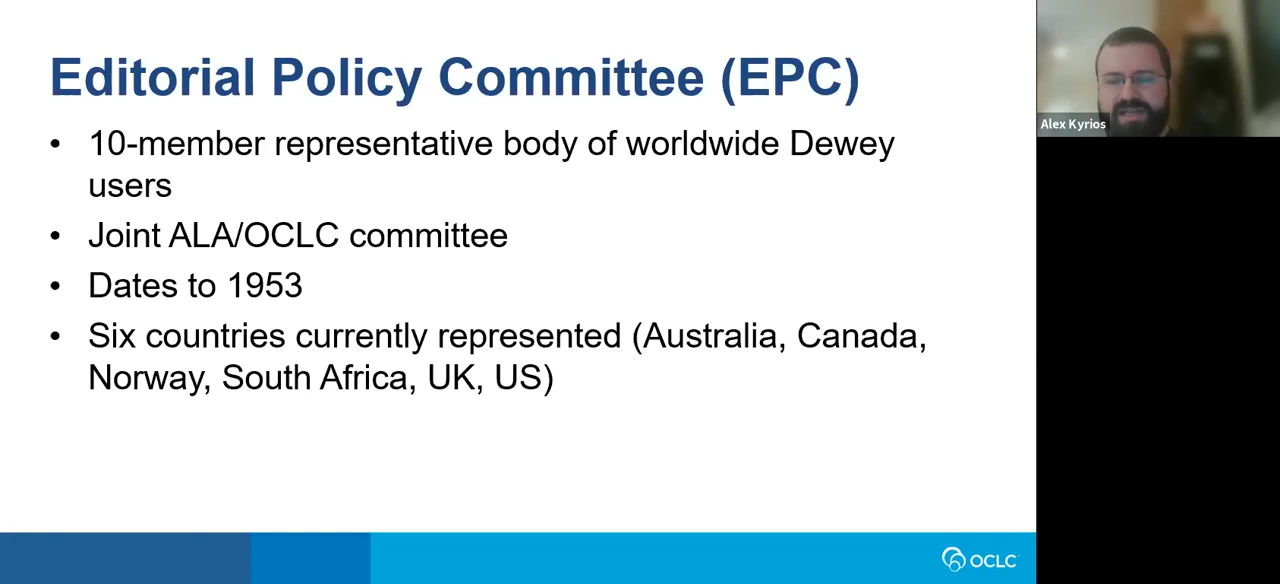 Editorial Policy Committee (EPC)
• 10-member representative body of worldwide Dewey
users
• Joint ALA/OCLC committee
• Dates to 1953
• Six countries currently represented (Australia, Canada,
Norway, South Africa, UK, US)
Alex Kyrios
OCLC